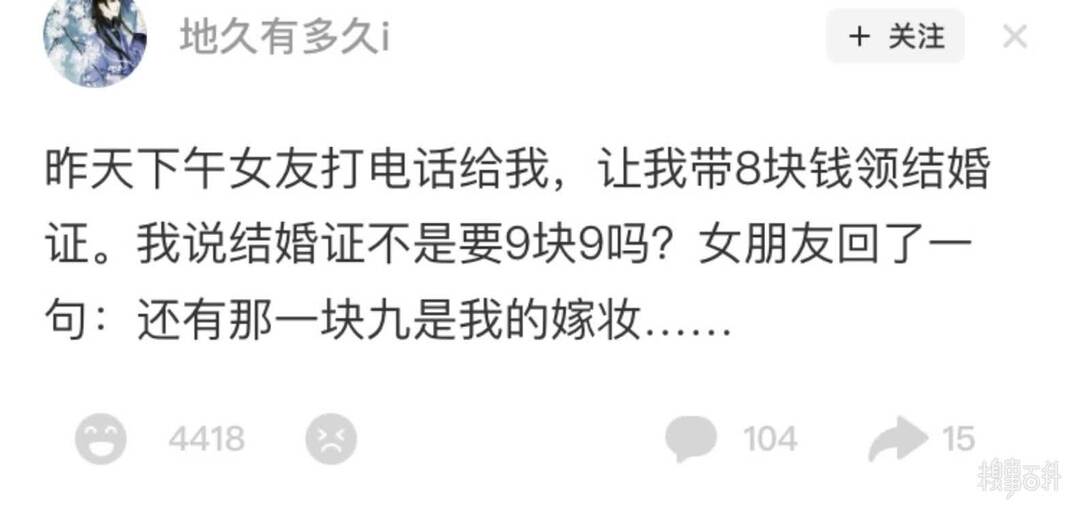 地久有多久i
+ 关注
昨天下午女友打电话给我，让我带8块钱领结婚
证。我说结婚证不是要9块9吗？女朋友回了一
句：还有那一块九是我的嫁妆……
4418
104
15
糗事百科